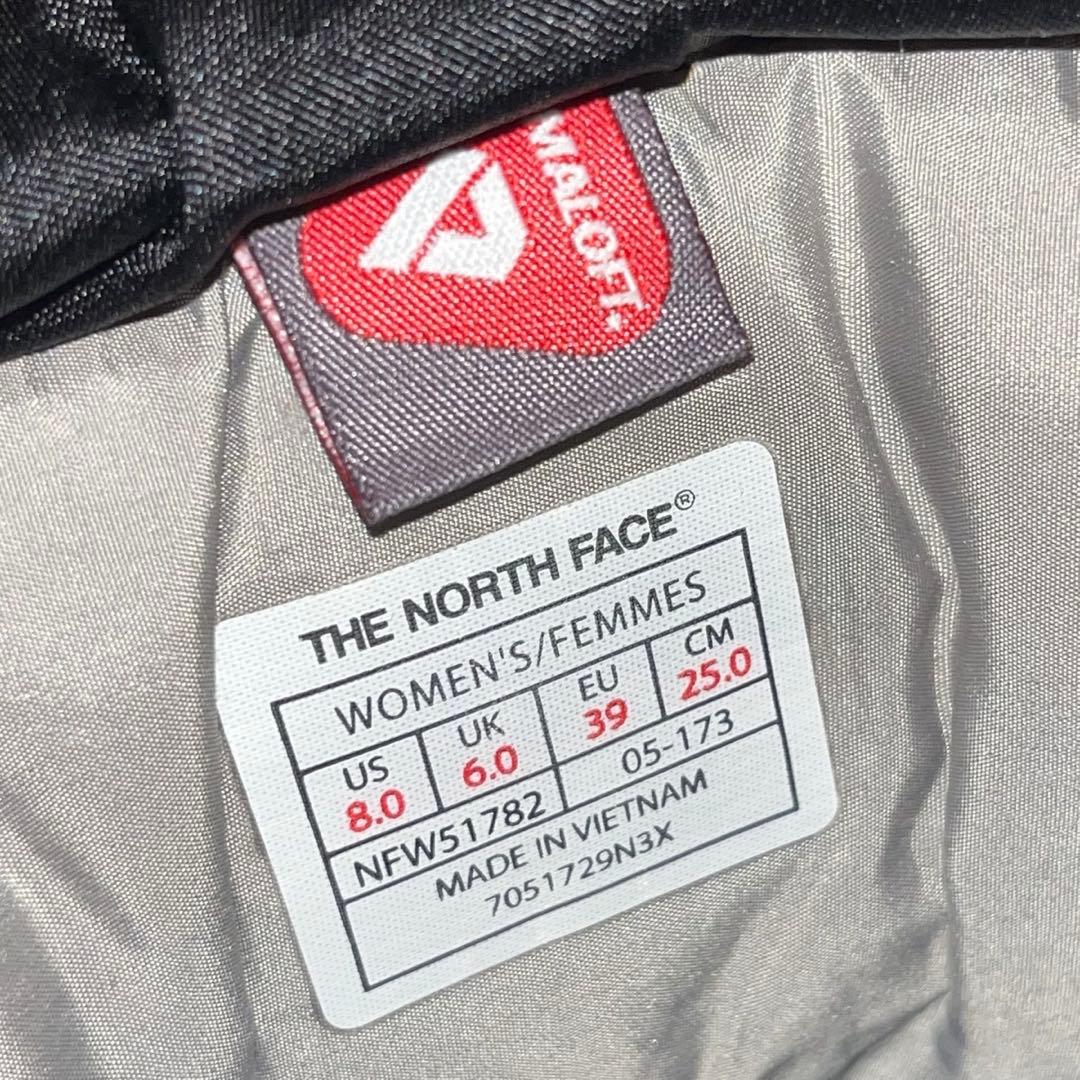 MALOFT
THE NORTH FACE®
WOMEN'S/FEMMES
US UK EU CM
8.0 6.0 39 25.0
NFW51782 05-173
MADE IN VIETNAM
7051729N3X